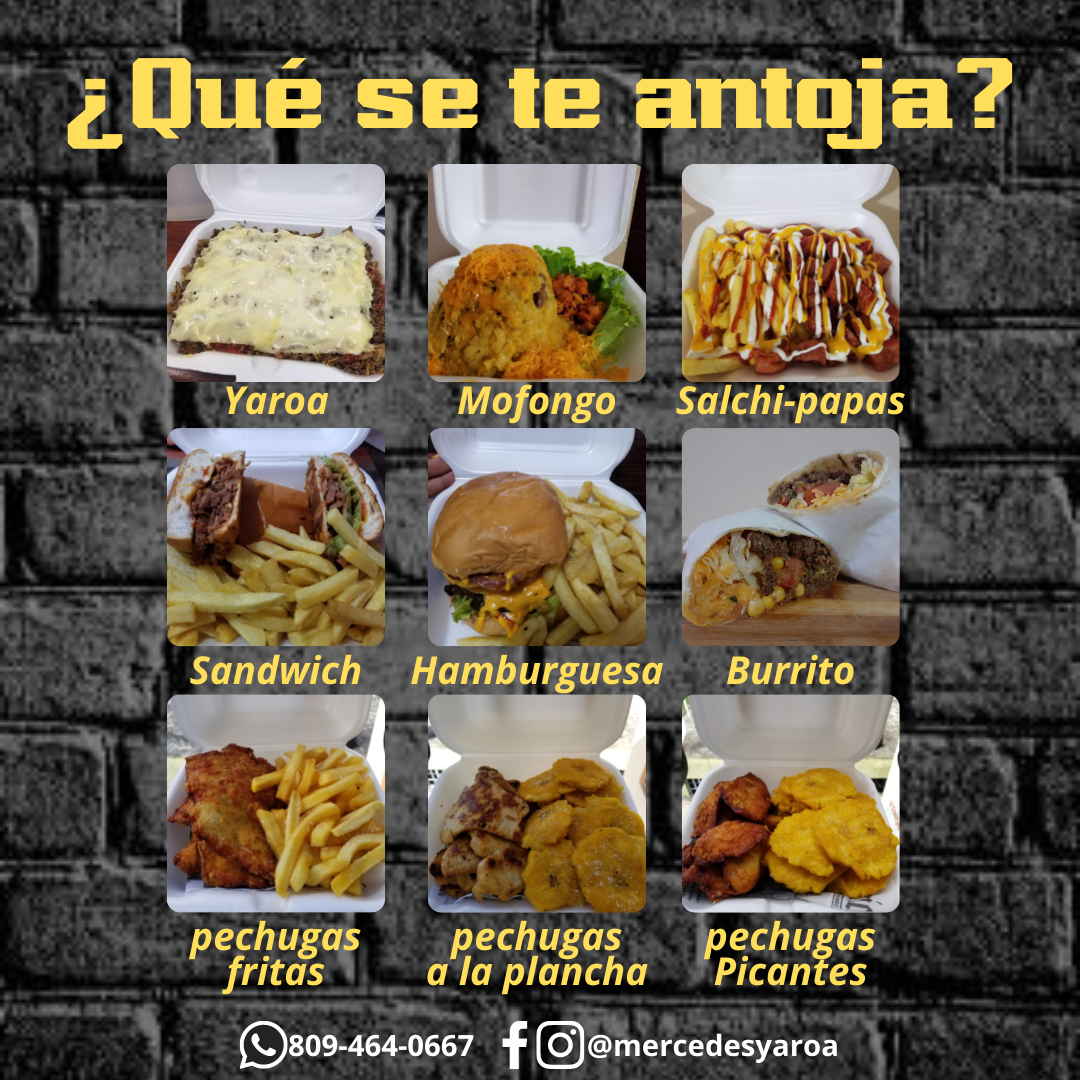 ¿Qué se te antoja?
Yaroa
Mofongo
Salchi-papas
Sandwich
Hamburguesa
Burrito
pechugas
fritas
pechugas
a la plancha
pechugas
Picantes
809-464-0667
@mercedesyaroa